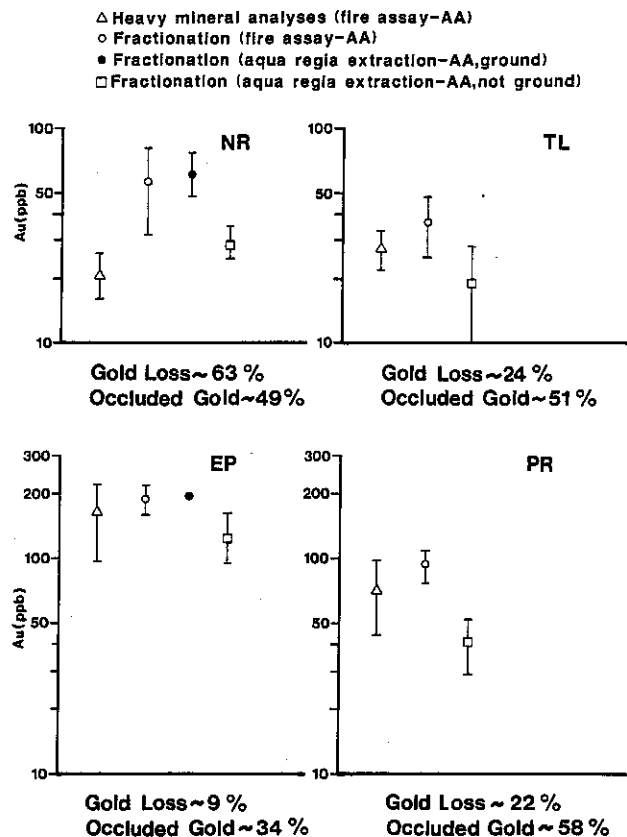 △ Heavy mineral analyses (fire assay-AA)
○ Fractionation (fire assay-AA)
● Fractionation (aqua regia extraction-AA,ground)
□ Fractionation (aqua regia extraction-AA, not ground)
NR
TL
100
50
10
Au(ppb)
100
50
10
Gold Loss~63 %
Occluded Gold~49%
Gold Loss~24 %
Occluded Gold~51%
EP
PR
300
200
100
50
10
Au(ppb)
300
200
100
50
10
Gold Loss~9 %
Occluded Gold~34 %
Gold Loss~22 %
Occluded Gold~58 %